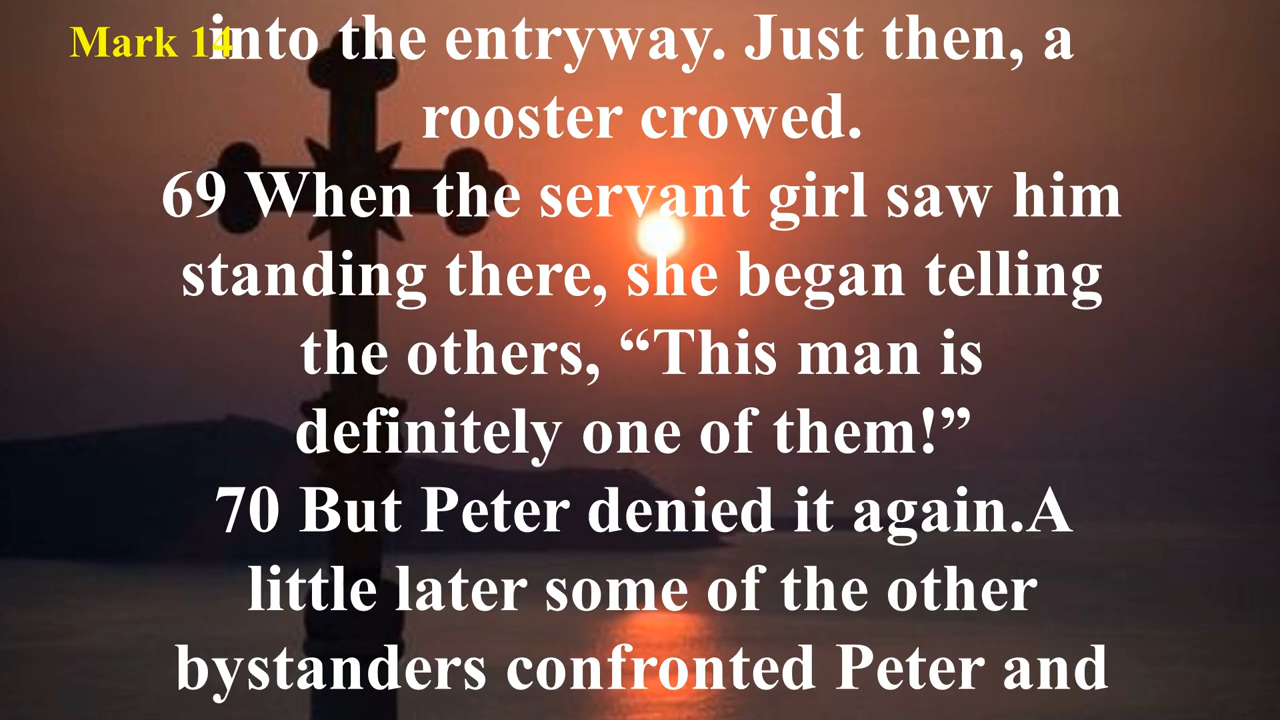 Mark 14
into the entryway. Just then, a
rooster crowed.
69 When the servant girl saw him
standing there, she began telling
the others, “This man is
definitely one of them!”
70 But Peter denied it again.A
little later some of the other
bystanders confronted Peter and